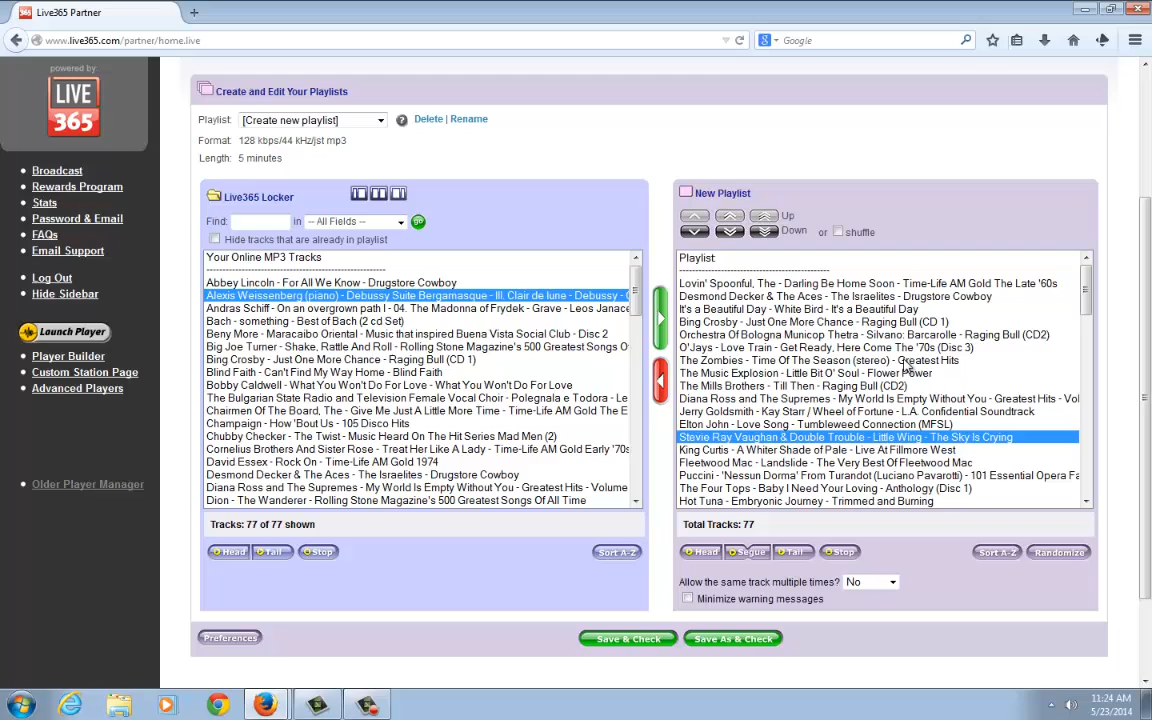 Live365 Partner
www.live365.com/partner/home.live
Google
powered by:
LIVE
365
Broadcast
Rewards Program
Stats
Password & Email
FAQs
Email Support
Log Out
Hide Sidebar
Launch Player
Player Builder
Custom Station Page
Advanced Players
Older Player Manager
Create and Edit Your Playlists
Playlist: [Create new playlist] ? Delete | Rename
Format: 128 kbps/44 kHz/jst mp3
Length: 5 minutes
Live365 Locker
Find: in -- All Fields -- go
Hide tracks that are already in playlist
Your Online MP3 Tracks
Abbey Lincoln - For All We Know - Drugstore Cowboy
Alexis Weissenberg (piano) - Debussy Suite Bergamasque - III. Clair de lune - Debussy -
Andras Schiff - On an overgrown path I - 04. The Madonna of Frydek - Grave - Leos Janace
Bach - something - Best of Bach (2 cd Set)
Beny More - Maracaibo Oriental - Music that inspired Buena Vista Social Club - Disc 2
Big Joe Turner - Shake, Rattle And Roll - Rolling Stone Magazine's 500 Greatest Songs O
Bing Crosby - Just One More Chance - Raging Bull (CD 1)
Blind Faith - Can't Find My Way Home - Blind Faith
Bobby Caldwell - What You Won't Do For Love - What You Won't Do For Love
The Bulgarian State Radio and Television Female Vocal Choir - Polegnala e Todora - Le
Chairmen Of The Board, The - Give Me Just A Little More Time - Time-Life AM Gold The E
Champaign - How 'Bout Us - 105 Disco Hits
Chubby Checker - The Twist - Music Heard On The Hit Series Mad Men (2)
Cornelius Brothers And Sister Rose - Treat Her Like A Lady - Time-Life AM Gold Early '70s
David Essex - Rock On - Time-Life AM Gold 1974
Desmond Decker & The Aces - The Israelites - Drugstore Cowboy
Diana Ross and The Supremes - My World Is Empty Without You - Greatest Hits - Volume
Dion - The Wanderer - Rolling Stone Magazine's 500 Greatest Songs Of All Time
Tracks: 77 of 77 shown
Head Tail Stop Sort A-Z
New Playlist
Up
Down or shuffle
Playlist
Lovin' Spoonful, The - Darling Be Home Soon - Time-Life AM Gold The Late '60s
Desmond Decker & The Aces - The Israelites - Drugstore Cowboy
It's a Beautiful Day - White Bird - It's a Beautiful Day
Bing Crosby - Just One More Chance - Raging Bull (CD 1)
Orchestra Of Bologna Municop Thetra - Silvano: Barcarolle - Raging Bull (CD2)
O'Jays - Love Train - Get Ready, Here Come The '70s (Disc 3)
The Zombies - Time Of The Season (stereo) - Greatest Hits
The Music Explosion - Little Bit O' Soul - Flower Power
The Mills Brothers - Till Then - Raging Bull (CD2)
Diana Ross and The Supremes - My World Is Empty Without You - Greatest Hits - Vol
Jerry Goldsmith - Kay Starr / Wheel of Fortune - L.A. Confidential Soundtrack
Elton John - Love Song - Tumbleweed Connection (MFSL)
Stevie Ray Vaughan & Double Trouble - Little Wing - The Sky Is Crying
King Curtis - A Whiter Shade of Pale - Live At Fillmore West
Fleetwood Mac - Landslide - The Very Best Of Fleetwood Mac
Puccini - 'Nessun Dorma' From Turandot (Luciano Pavarotti) - 101 Essential Opera Fa
The Four Tops - Baby I Need Your Loving - Anthology (Disc 1)
Hot Tuna - Embryonic Journey - Trimmed and Burning
Total Tracks: 77
Head Segue Tail Stop Sort A-Z Randomize
Allow the same track multiple times? No
Minimize warning messages
Preferences Save & Check Save As & Check
11:24 AM
5/23/2014